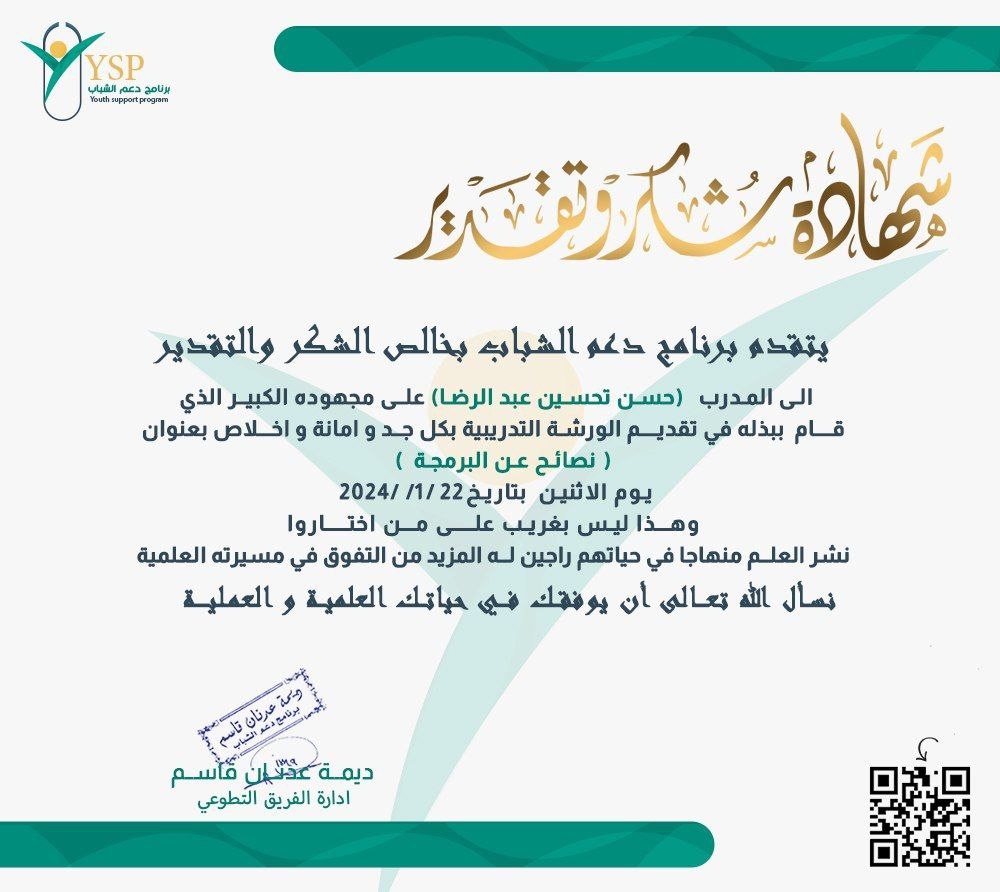 YSP
برنامج دعم الشباب
Youth support program
شهادة شكر وتقدير
يتقدم برنامج دعم الشباب بخالص الشكر والتقدير
الى المدرب (حسن تحسين عبد الرضا) على مجهوده الكبير الذي
قام ببذله في تقديم الورشة التدريبية بكل جد و امانة و اخلاص بعنوان
( نصائح عن البرمجة )
يوم الاثنين بتاريخ 22 /1/ /2024
وهذا ليس بغريب على من اختاروا
نشر العلم منهاجا في حياتهم راجين له المزيد من التفوق في مسيرته العلمية
نسأل الله تعالى أن يوفقك في حياتك العلمية و العملية
ديمة عدنان قاسم
برنامج دعم الشباب
ديمة عدنان قاسم
ادارة الفريق التطوعي